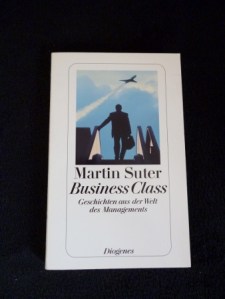 Martin Suter
Business Class
Geschichten aus der Welt
des Managements
Diogenes